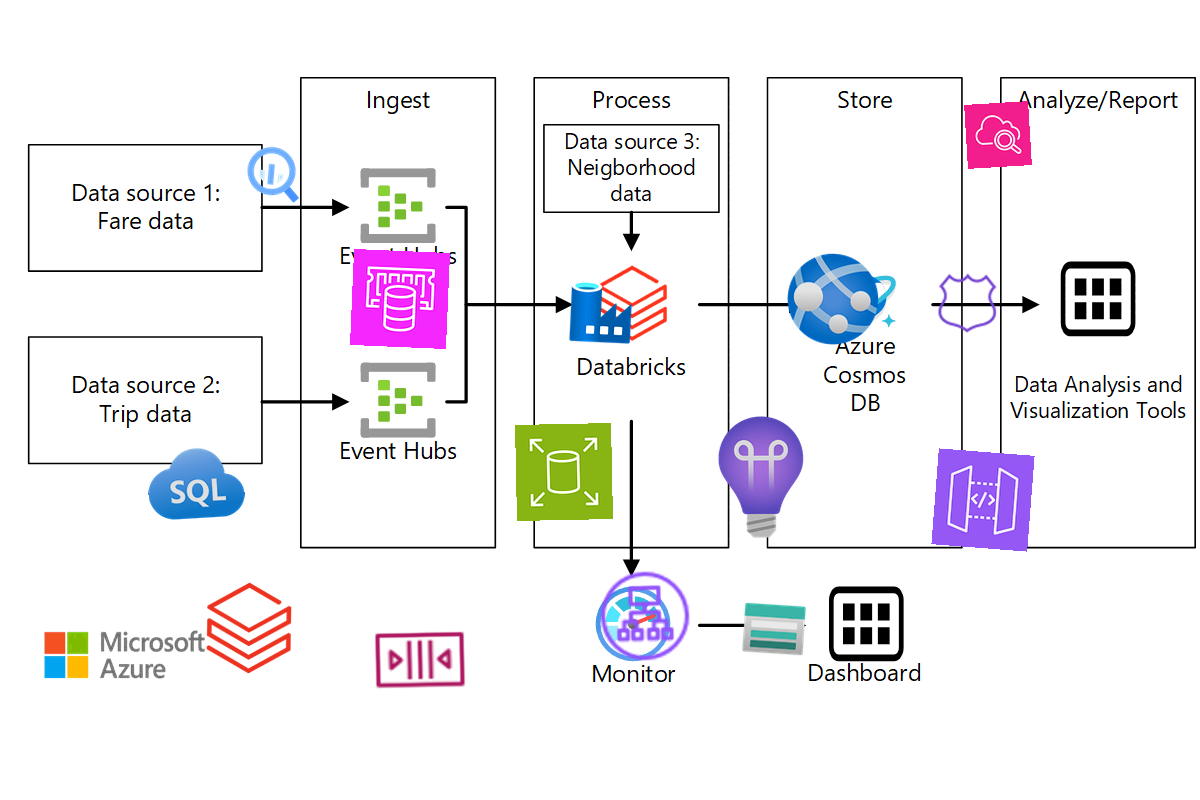 Ingest
Process
Store
Analyze/Report
Data source 1:
Fare data
Data source 3:
Neigborhood
data
Event Hubs
Databricks
Azure
Cosmos
DB
Data source 2:
Trip data
Data Analysis and
Visualization Tools
Event Hubs
SQL
</>
Microsoft
Azure
Monitor
Dashboard